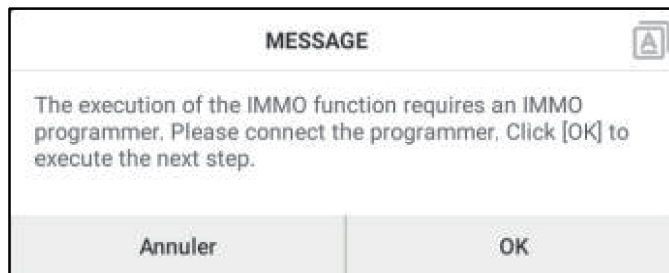 MESSAGE
A
The execution of the IMMO function requires an IMMO
programmer. Please connect the programmer. Click [OK] to
execute the next step.
Annuler
OK